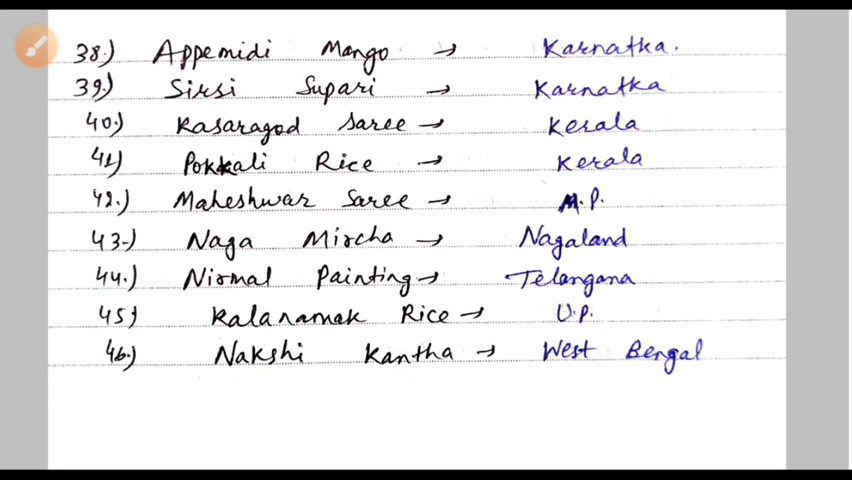 38.) Appemidi Mango → Karnatka.
39.) Sirsi Supari → Karnatka
40.) Kasaragod Saree → Kerala
41) Pokkali Rice → Kerala
42.) Maheshwar Saree → M.P.
43.) Naga Mircha → Nagaland
44.) Nirmal Painting → Telangana
45) Kalanamak Rice → U.P.
46.) Nakshi Kantha → West Bengal